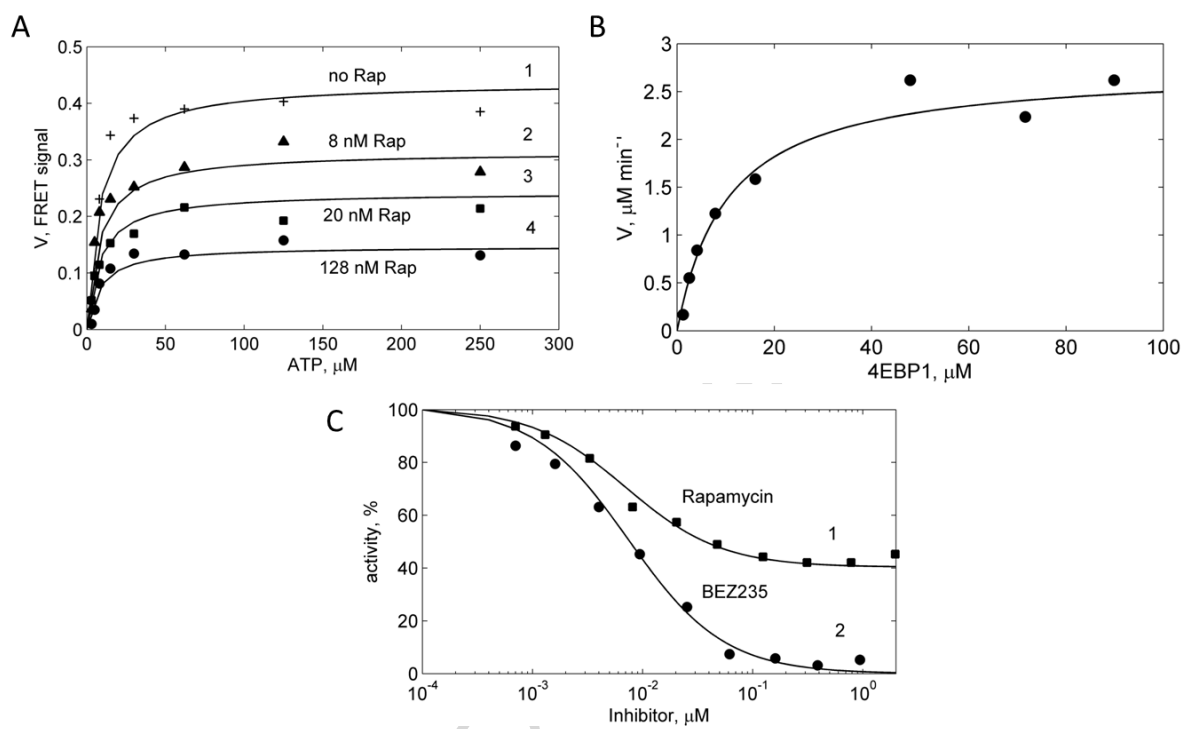 A
V, FRET signal
0.5
0.4
0.3
0.2
0.1
0
no Rap
1
8 nM Rap
2
20 nM Rap
3
128 nM Rap
4
0 50 100 150 200 250 300
ATP, μM
B
V, μM min⁻¹
3
2.5
2
1.5
1
0.5
0
0 20 40 60 80 100
4EBP1, μM
C
activity, %
100
80
60
40
20
0
Rapamycin
1
BEZ235
2
10⁻⁴ 10⁻³ 10⁻² 10⁻¹ 10⁰
Inhibitor, μM